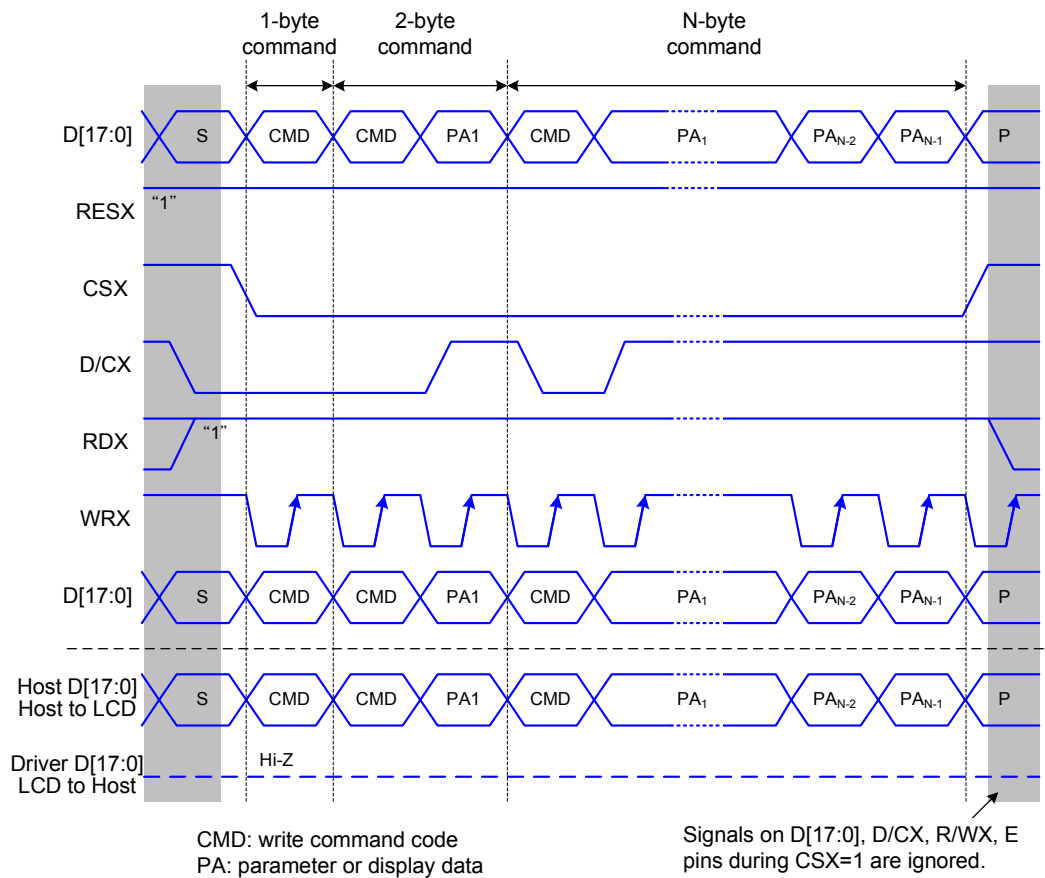 1-byte command
2-byte command
N-byte command
D[17:0]
S CMD CMD PA1 CMD PA₁ PAN-2 PAN-1 P
RESX
“1”
CSX
D/CX
RDX
“1”
WRX
D[17:0]
S CMD CMD PA1 CMD PA₁ PAN-2 PAN-1 P
Host D[17:0]
Host to LCD
S CMD CMD PA1 CMD PA₁ PAN-2 PAN-1 P
Driver D[17:0]
LCD to Host
Hi-Z
CMD: write command code
PA: parameter or display data
Signals on D[17:0], D/CX, R/WX, E
pins during CSX=1 are ignored.